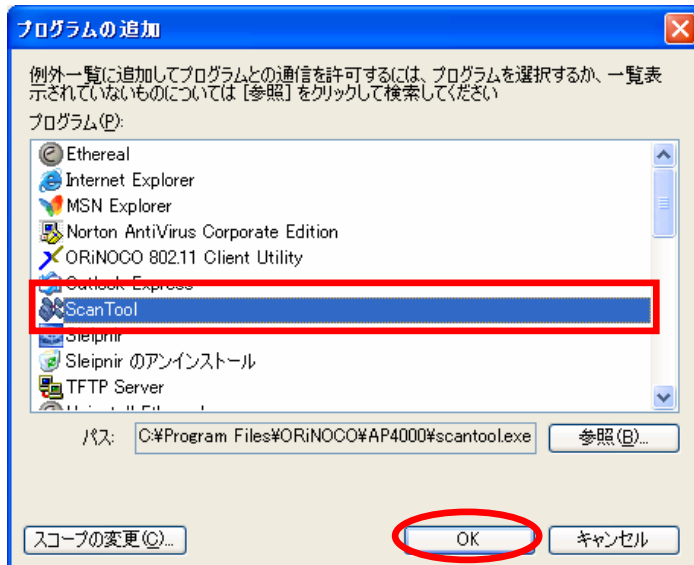 プログラムの追加
例外一覧に追加してプログラムとの通信を許可するには、プログラムを選択するか、一覧表
示されていないものについては [参照] をクリックして検索してください
プログラム(P):
Ethereal
Internet Explorer
MSN Explorer
Norton AntiVirus Corporate Edition
ORiNOCO 802.11 Client Utility
Outlook Express
ScanTool
Sleipnir
Sleipnir のアンインストール
TFTP Server
パス: C:¥Program Files¥ORiNOCO¥AP4000¥scantool.exe 参照(B)...
スコープの変更(C)... OK キャンセル